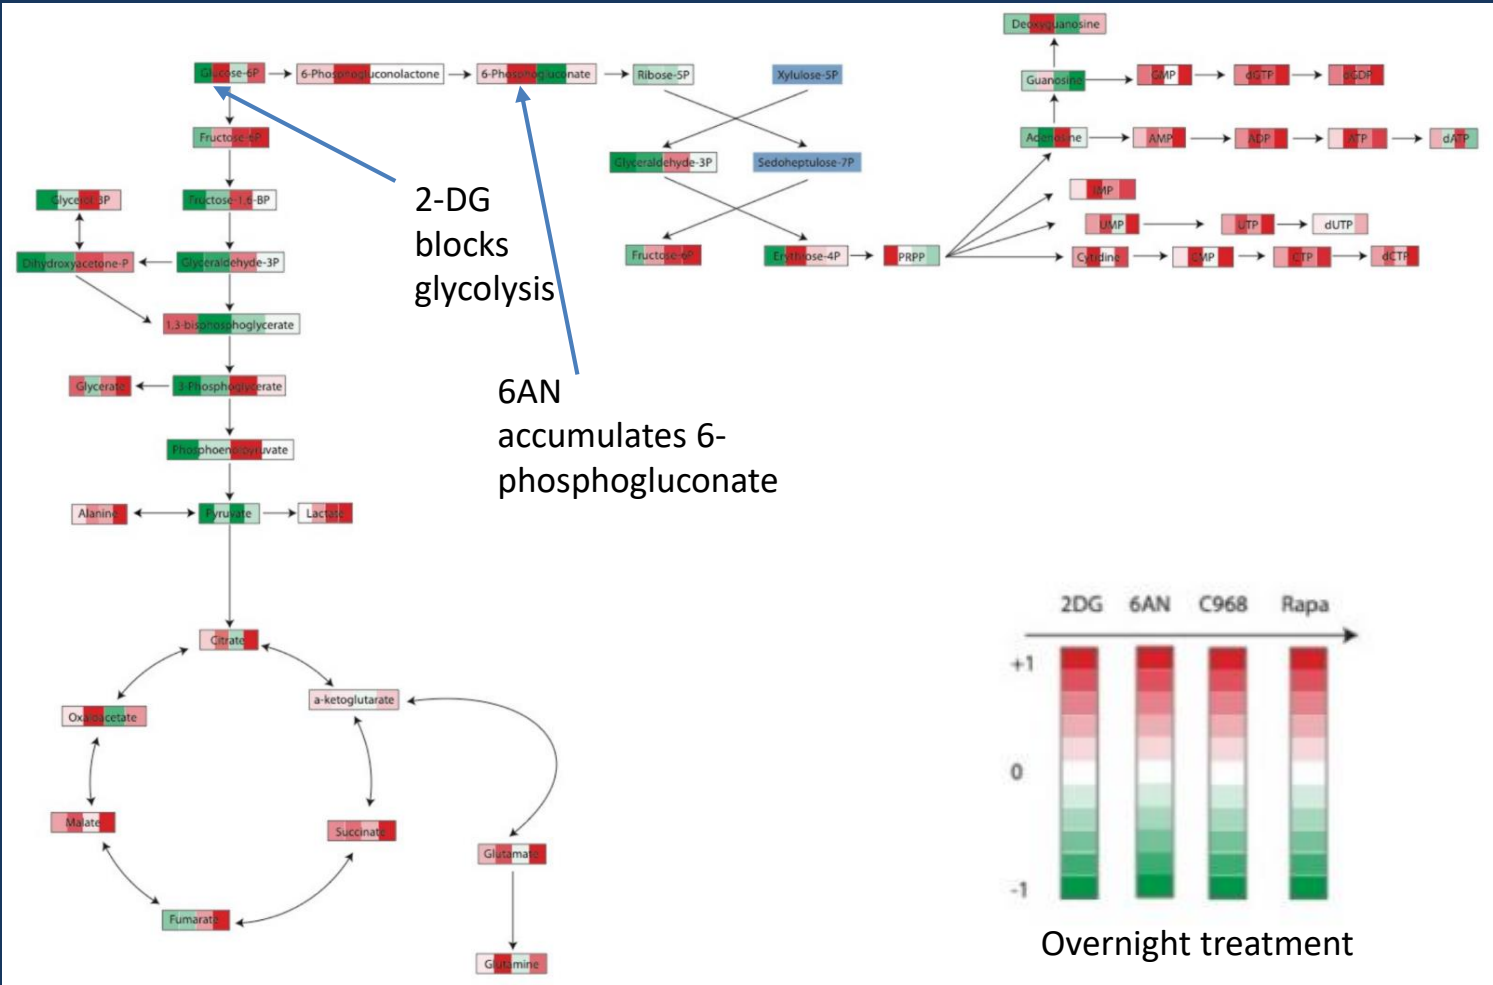 Deoxyguanosine
Glucose-6P
6-Phosphogluconolactone
6-Phosphogluconate
Ribose-5P
Xylulose-5P
Guanosine
GMP
dGTP
dGDP
Fructose-6P
Adenosine
AMP
ADP
ATP
dATP
Glyceraldehyde-3P
Sedoheptulose-7P
Glycerol 3P
Fructose-1,6-BP
2-DG
blocks
glycolysis
IMP
UMP
UTP
dUTP
Dihydroxyacetone-P
Glyceraldehyde-3P
Fructose-6P
Erythrose-4P
PRPP
Cytidine
CMP
CTP
dCTP
1,3-bisphosphoglycerate
Glycerate
3-Phosphoglycerate
6AN
accumulates 6-
phosphogluconate
Phosphoenolpyruvate
Alanine
Pyruvate
Lactate
Citrate
a-ketoglutarate
Oxaloacetate
Malate
Succinate
Glutamate
Fumarate
Glutamine
2DG 6AN C968 Rapa
+1
0
-1
Overnight treatment